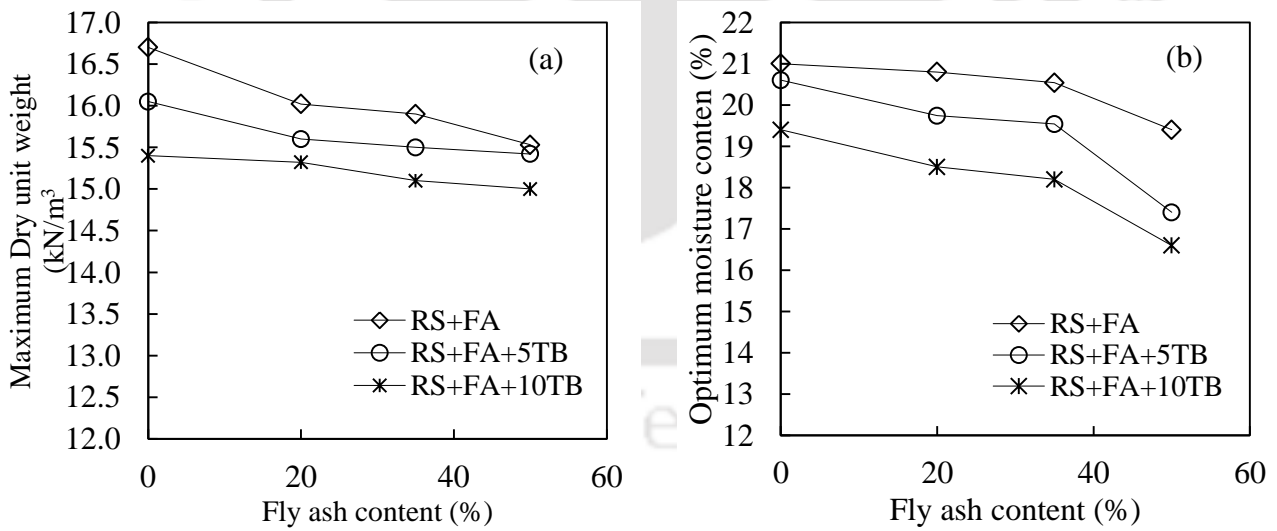 (a)
Maximum Dry unit weight
(kN/m³
16.0
16.5
17.0
16.0
15.5
15.0
14.5
14.0
13.5
13.0
12.5
12.0
RS+FA
RS+FA+5TB
RS+FA+10TB
0
20
40
60
Fly ash content (%)
(b)
Optimum moisture conten (%)
22
21
20
19
18
17
16
15
14
13
12
RS+FA
RS+FA+5TB
RS+FA+10TB
0
20
40
60
Fly ash content (%)